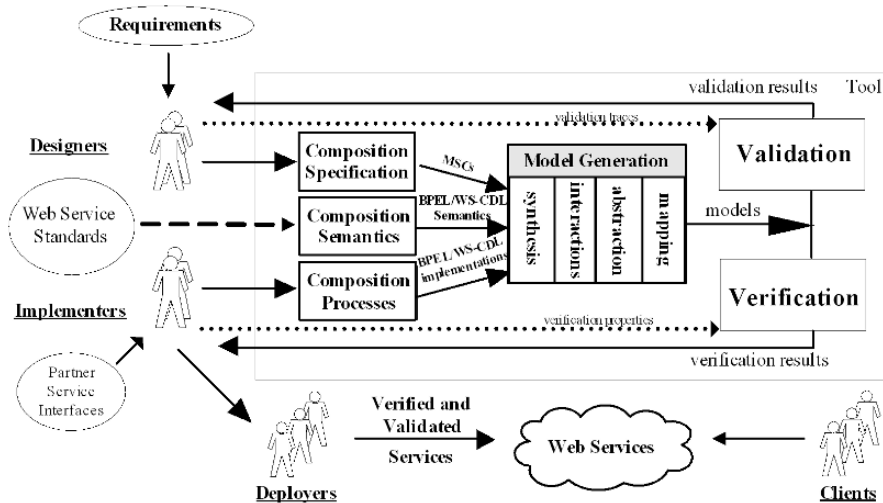 Requirements
validation results
Tool
validation traces
Designers
Composition
Specification
MSCs
Model Generation
Validation
Web Service
Standards
Composition
Semantics
BPEL/WS-CDL
Semantics
synthesis
interactions
abstraction
mapping
models
BPEL/WS-CDL
implementations
Composition
Processes
Implementers
Verification
verification properties
verification results
Partner
Service
Interfaces
Verified and
Validated
Services
Web Services
Deployers
Clients